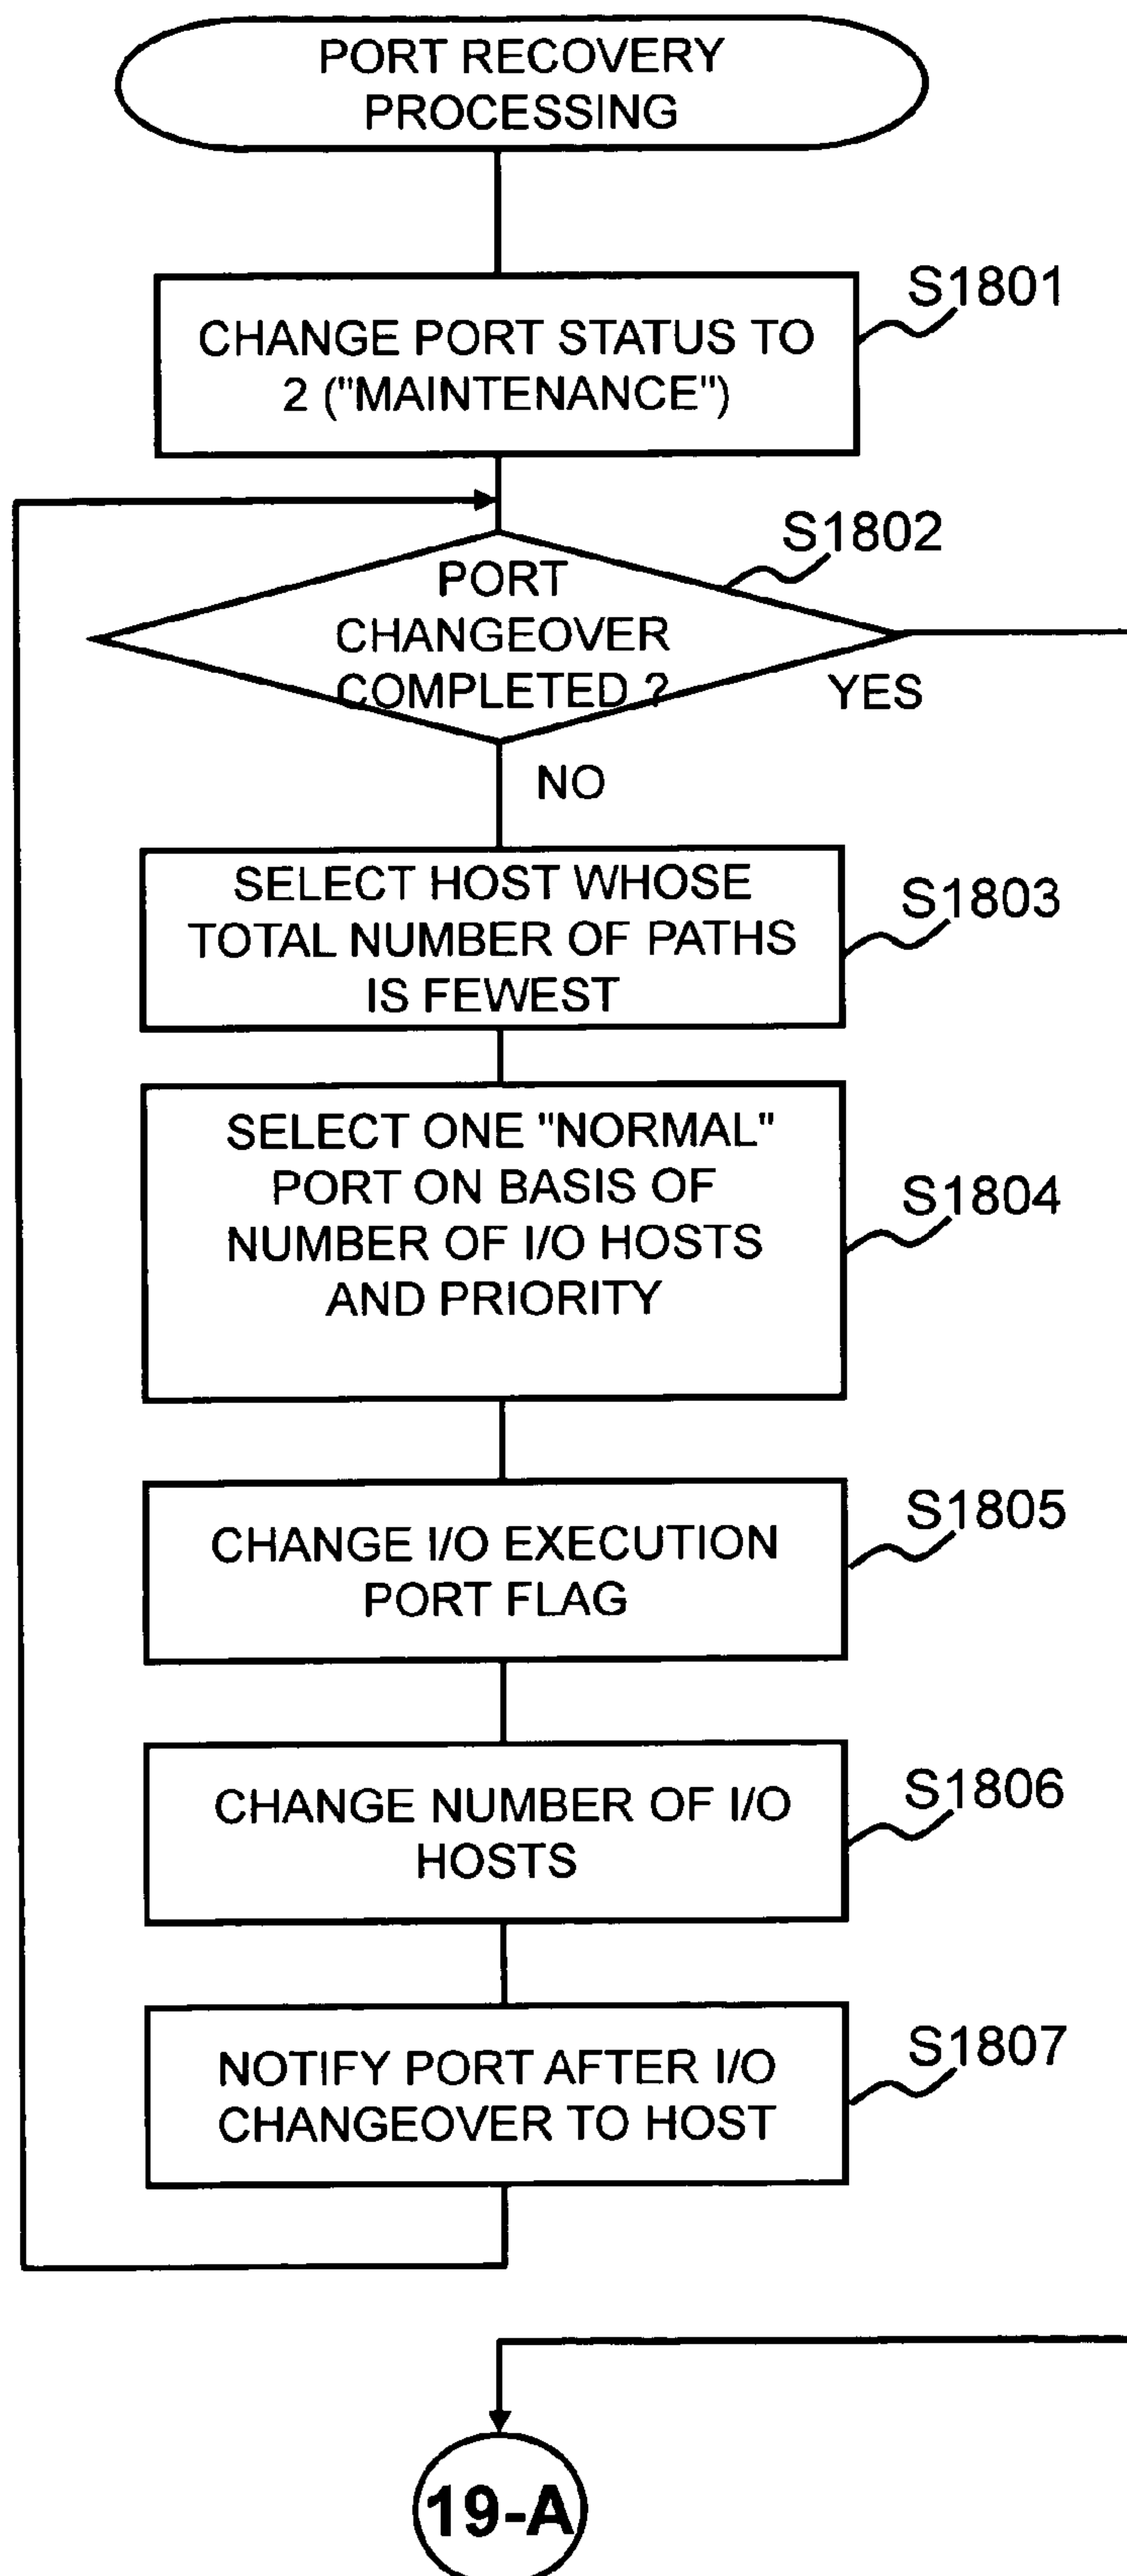 PORT RECOVERY
PROCESSING
S1801
CHANGE PORT STATUS TO
2 ("MAINTENANCE")
S1802
PORT
CHANGEOVER
COMPLETED ?
YES
NO
SELECT HOST WHOSE
TOTAL NUMBER OF PATHS
IS FEWEST
S1803
SELECT ONE "NORMAL"
PORT ON BASIS OF
NUMBER OF I/O HOSTS
AND PRIORITY
S1804
CHANGE I/O EXECUTION
PORT FLAG
S1805
CHANGE NUMBER OF I/O
HOSTS
S1806
NOTIFY PORT AFTER I/O
CHANGEOVER TO HOST
S1807
19-A